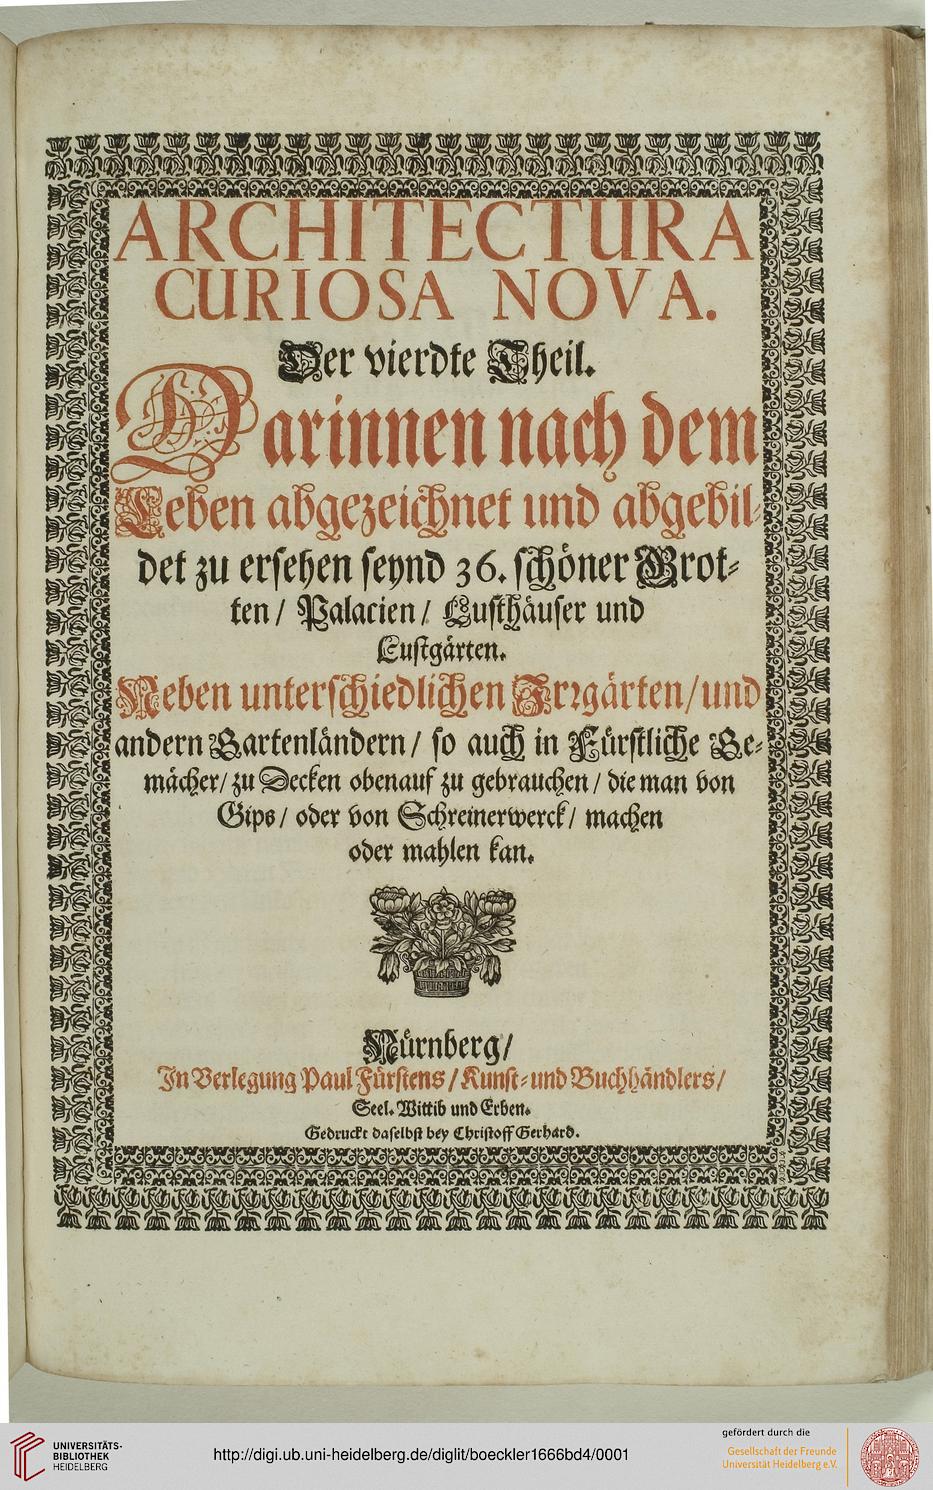 ARCHITECTURA
CURIOSA NOVA.
Der vierdte Theil.
Darinnen nach dem
Leben abgezeichnet und abgebil-
det zu ersehen seynd 36. schöner Grot-
ten / Palacien / Lusthäuser und
Lustgärten.
Neben unterschiedlichen Irrgärten / und
andern Gartenländern / so auch in Fürstliche Ge-
mächer / zu Decken obenauf zu gebrauchen / die man von
Gips / oder von Schreinerwerck / machen
oder mahlen kan.
Nürnberg /
In Verlegung Paul Fürstens / Kunst- und Buchhändlers /
Seel. Wittib und Erben.
Gedruckt daselbst bey Christoff Gerhard.
UNIVERSITÄTS-
BIBLIOTHEK
HEIDELBERG
http://digi.ub.uni-heidelberg.de/diglit/boeckler1666bd4/0001
gefördert durch die
Gesellschaft der Freunde
Universität Heidelberg e.V.